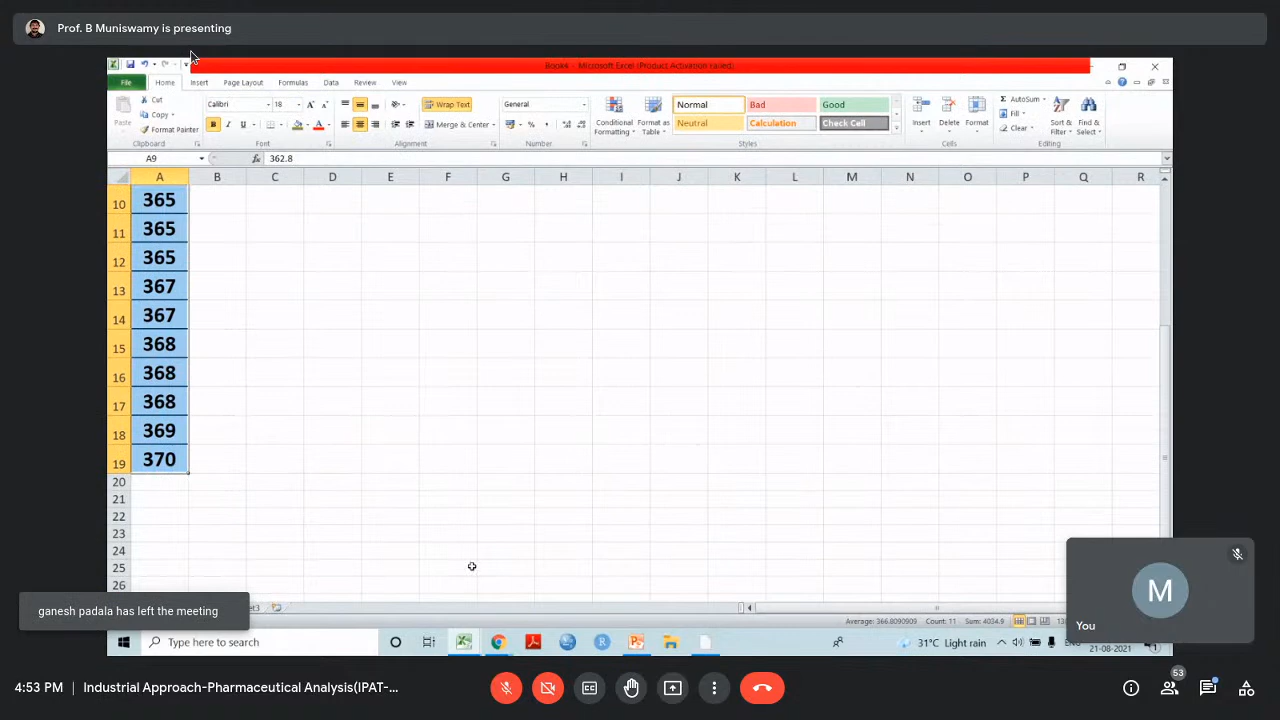 Prof. B Muniswamy is presenting
Book4 - Microsoft Excel (Product Activation Failed)
File Home Insert Page Layout Formulas Data Review View
Paste Cut Copy Format Painter
Calibri 18 A A
B I U
Wrap Text
Merge & Center
General
% ,
Conditional Formatting Format as Table
Normal Bad Good
Neutral Calculation Check Cell
Insert Delete Format
AutoSum Fill Clear
Sort & Filter Find & Select
Clipboard Font Alignment Number Styles Cells Editing
A9 fx 362.8
A B C D E F G H I J K L M N O P Q R
10 365
11 365
12 365
13 367
14 367
15 368
16 368
17 368
18 369
19 370
20
21
22
23
24
25
26
ganesh padala has left the meeting
M
You
Average: 366.8090909 Count: 11 Sum: 4034.9
Type here to search
31°C Light rain
21-08-2021
4:53 PM Industrial Approach-Pharmaceutical Analysis(IPAT-...
53